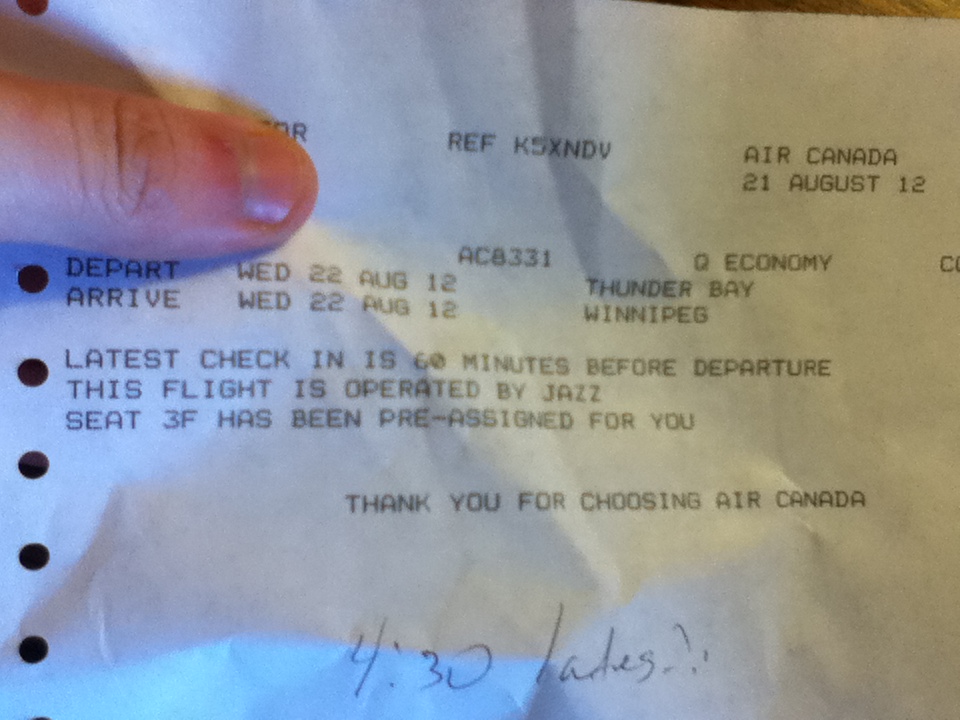 REF K5XNDV AIR CANADA
21 AUGUST 12
AC8331 Q ECONOMY
DEPART WED 22 AUG 12 THUNDER BAY
ARRIVE WED 22 AUG 12 WINNIPEG
LATEST CHECK IN IS 60 MINUTES BEFORE DEPARTURE
THIS FLIGHT IS OPERATED BY JAZZ
SEAT 3F HAS BEEN PRE-ASSIGNED FOR YOU
THANK YOU FOR CHOOSING AIR CANADA
4:30